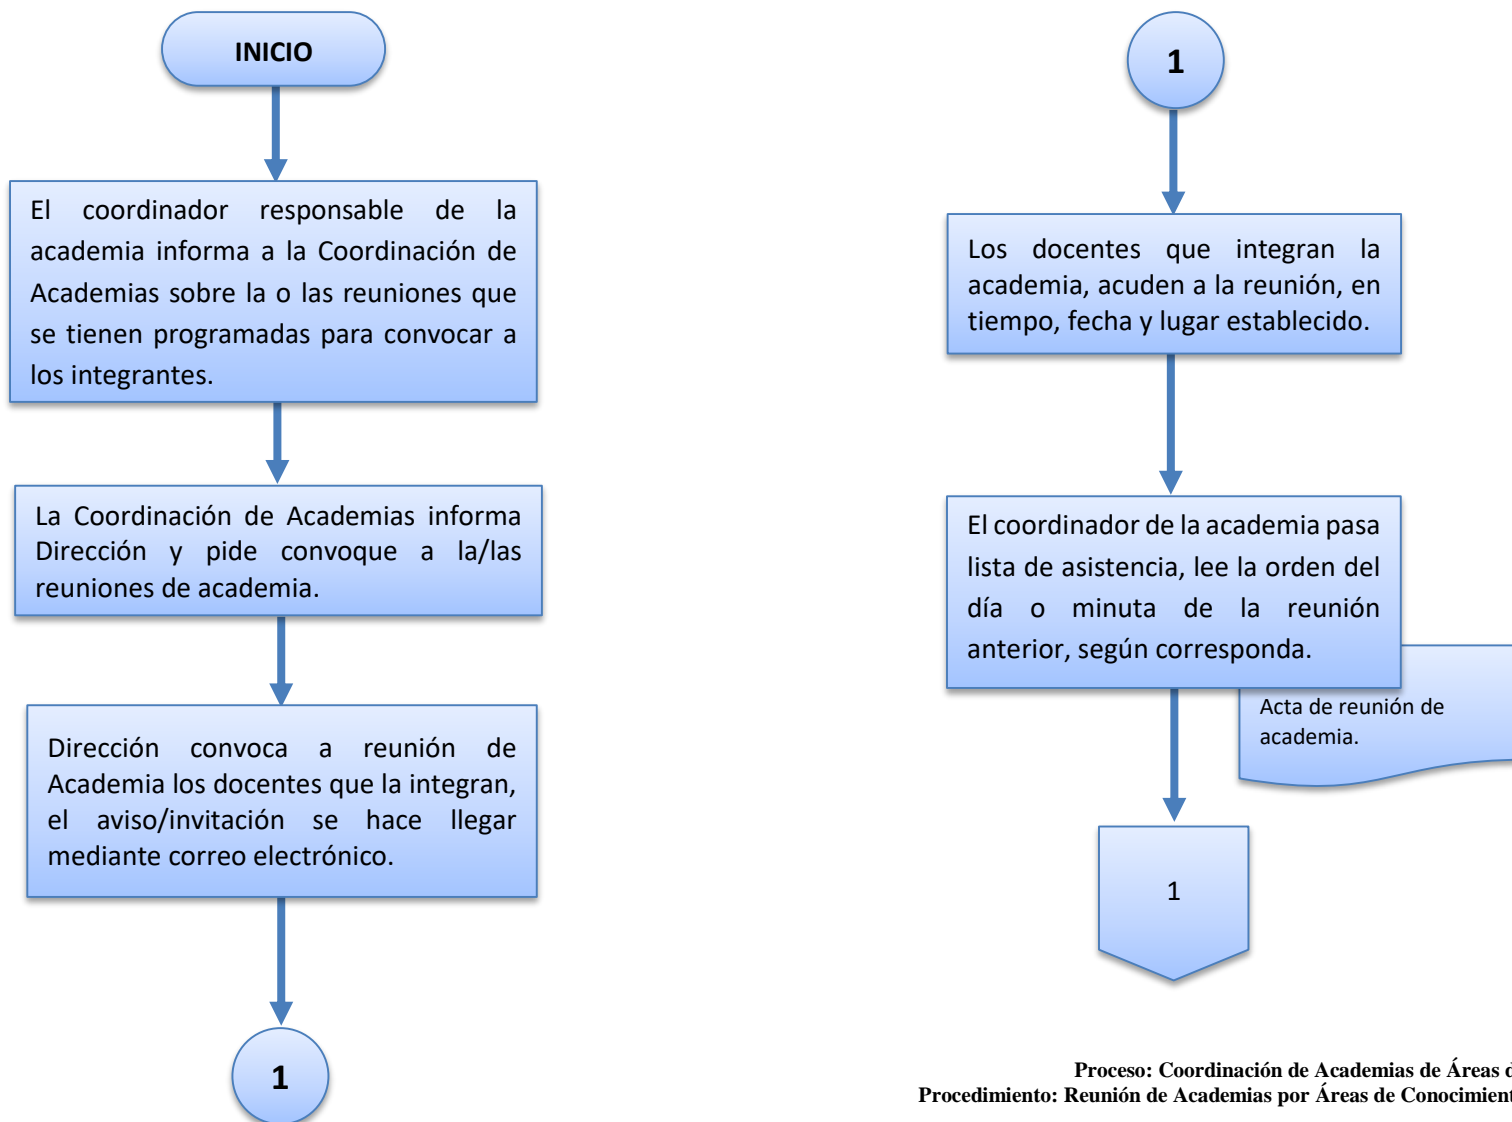 INICIO
El coordinador responsable de la
academia informa a la Coordinación de
Academias sobre la o las reuniones que
se tienen programadas para convocar a
los integrantes.
La Coordinación de Academias informa
Dirección y pide convoque a la/las
reuniones de academia.
Dirección convoca a reunión de
Academia los docentes que la integran,
el aviso/invitación se hace llegar
mediante correo electrónico.
1
1
Los docentes que integran la
academia, acuden a la reunión, en
tiempo, fecha y lugar establecido.
El coordinador de la academia pasa
lista de asistencia, lee la orden del
día o minuta de la reunión
anterior, según corresponda.
Acta de reunión de
academia.
1
Proceso: Coordinación de Academias de Áreas
Procedimiento: Reunión de Academias por Áreas de